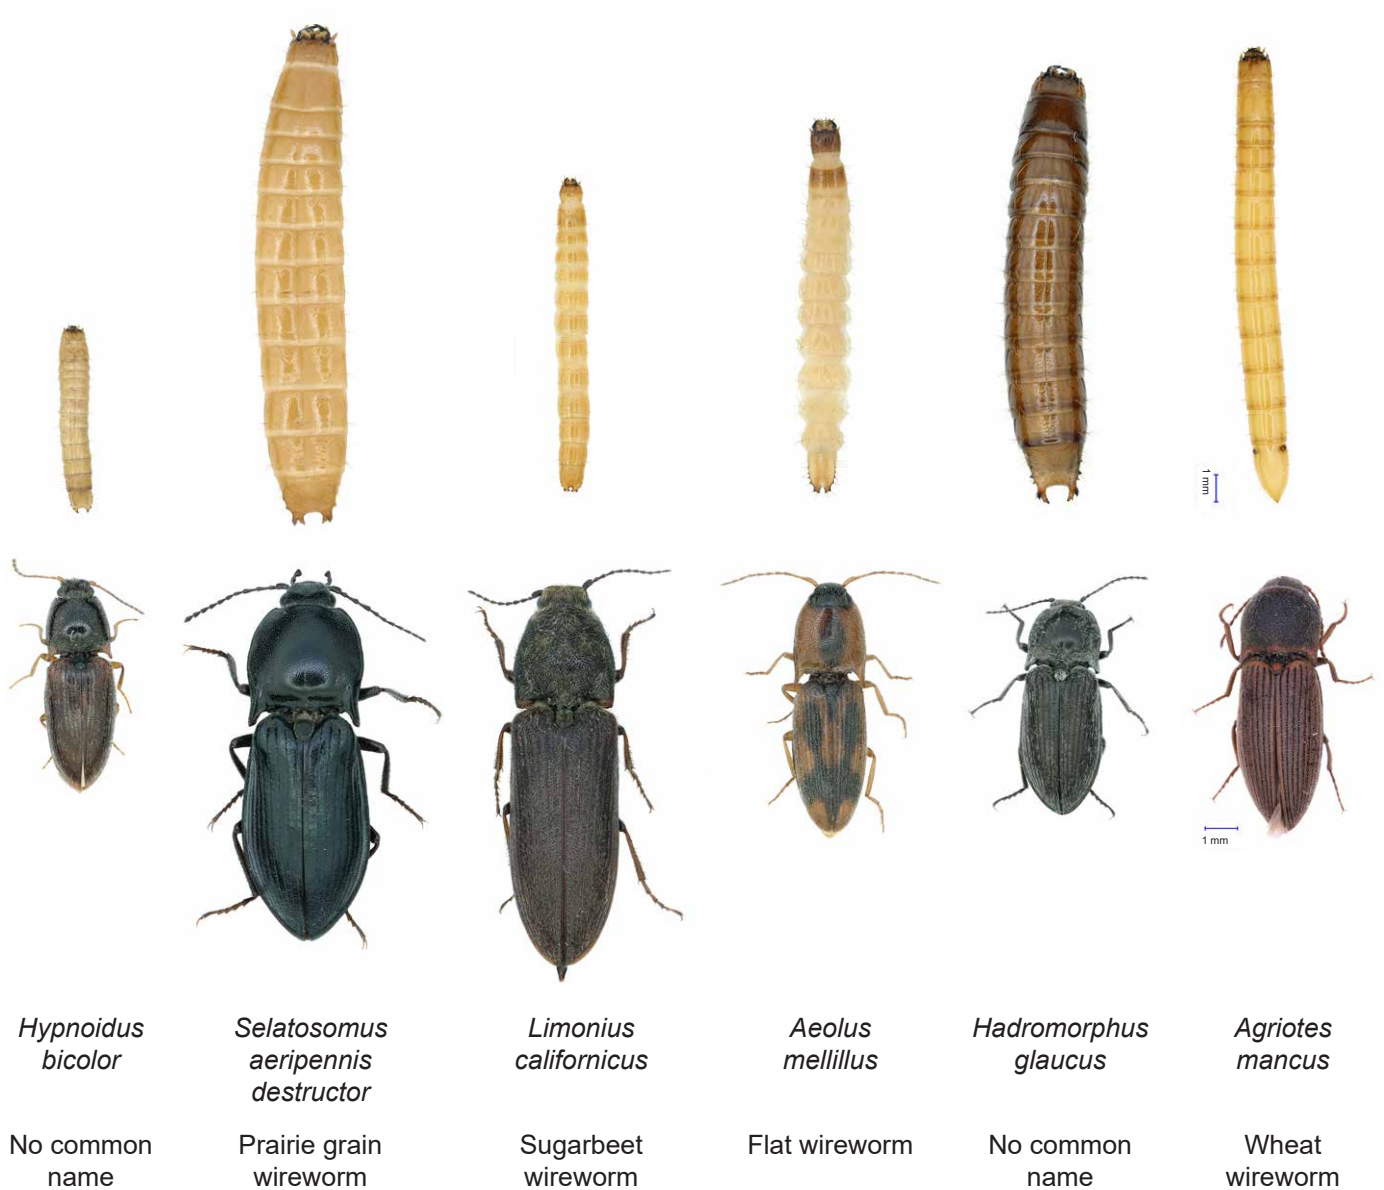 1 mm
1 mm
Hypnoidus
bicolor
Selatosomus
aeripennis
destructor
Limonius
californicus
Aeolus
mellillus
Hadromorphus
glaucus
Agriotes
mancus
No common
name
Prairie grain
wireworm
Sugarbeet
wireworm
Flat wireworm
No common
name
Wheat
wireworm